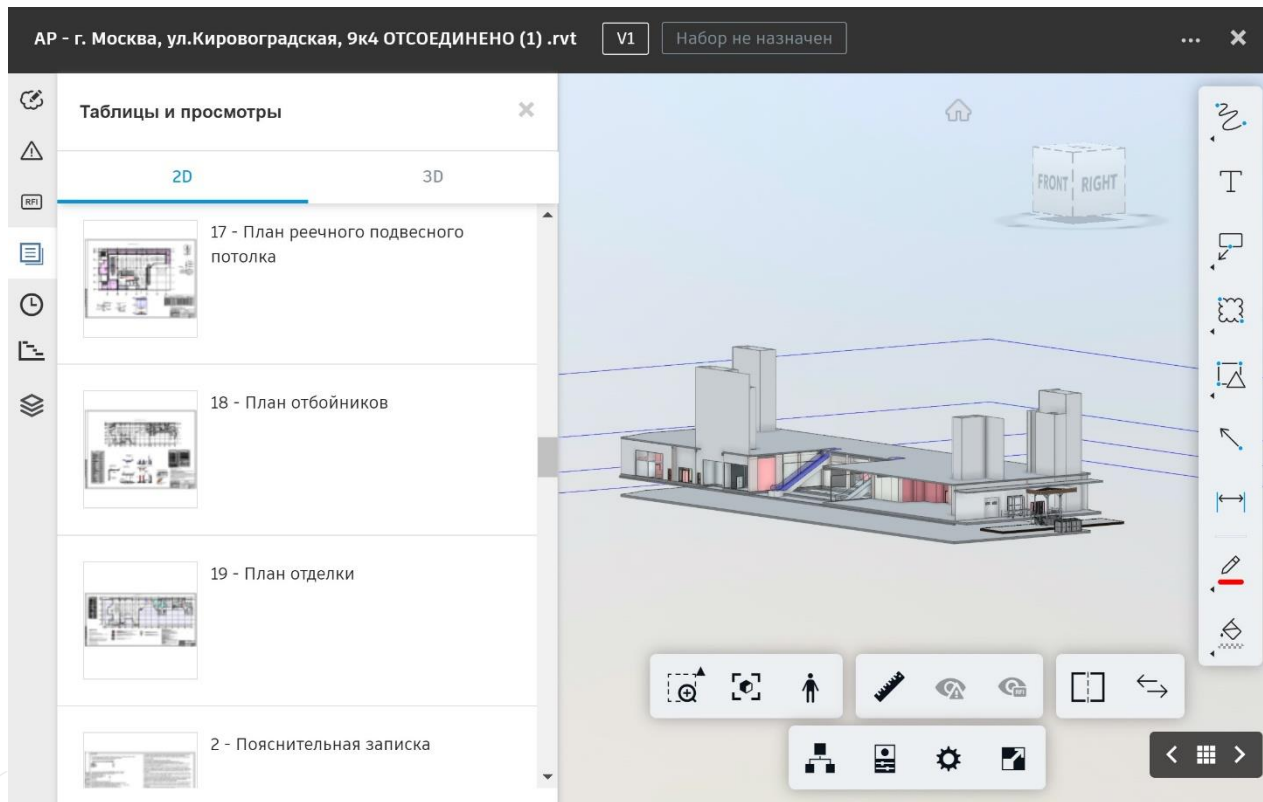 АР - г. Москва, ул.Кировоградская, 9к4 ОТСОЕДИНЕНО (1) .rvt V1 Набор не назначен
Таблицы и просмотры
2D 3D
RFI
17 - План реечного подвесного
потолка
18 - План отбойников
19 - План отделки
2 - Пояснительная записка
FRONT RIGHT
T